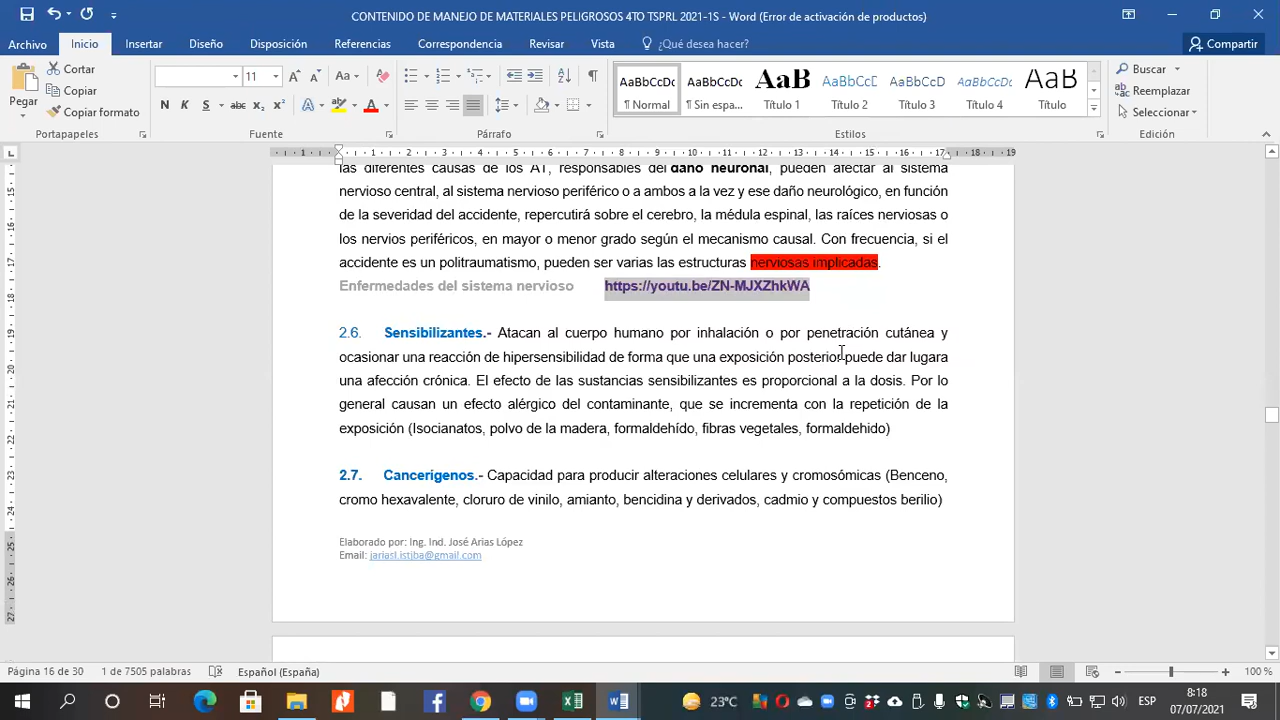 CONTENIDO DE MANEJO DE MATERIALES PELIGROSOS 4TO TSPRL 2021-1S - Word (Error de activación de productos)
Archivo Inicio Insertar Diseño Disposición Referencias Correspondencia Revisar Vista ¿Qué desea hacer? Compartir
Pegar
Cortar
Copiar
Copiar formato
11
AaBbCcDc AaBbCcDc AaB AaBbCcD AaBbCcD AaBbCcD AaB
¶ Normal ¶ Sin espa... Título 1 Título 2 Título 3 Título 4 Título
Buscar
Reemplazar
Seleccionar
Portapapeles Fuente Párrafo Estilos Edición
las diferentes causas de los AT, responsables del daño neuronal, pueden afectar al sistema
nervioso central, al sistema nervioso periférico o a ambos a la vez y ese daño neurológico, en función
de la severidad del accidente, repercutirá sobre el cerebro, la médula espinal, las raíces nerviosas o
los nervios periféricos, en mayor o menor grado según el mecanismo causal. Con frecuencia, si el
accidente es un politraumatismo, pueden ser varias las estructuras nerviosas implicadas.
Enfermedades del sistema nervioso https://youtu.be/ZN-MJXZhkWA
2.6. Sensibilizantes.- Atacan al cuerpo humano por inhalación o por penetración cutánea y
ocasionar una reacción de hipersensibilidad de forma que una exposición posterior puede dar lugara
una afección crónica. El efecto de las sustancias sensibilizantes es proporcional a la dosis. Por lo
general causan un efecto alérgico del contaminante, que se incrementa con la repetición de la
exposición (Isocianatos, polvo de la madera, formaldehído, fibras vegetales, formaldehido)
2.7. Cancerigenos.- Capacidad para producir alteraciones celulares y cromosómicas (Benceno,
cromo hexavalente, cloruro de vinilo, amianto, bencidina y derivados, cadmio y compuestos berilio)
Elaborado por: Ing. Ind. José Arias López
Email: jariasl.istjba@gmail.com
Página 16 de 30 1 de 7505 palabras Español (España) 100 %
23°C ESP 8:18
07/07/2021